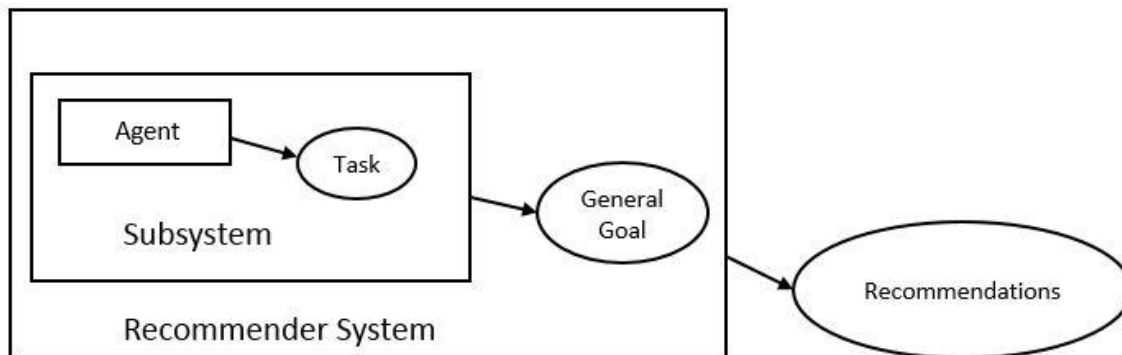 Agent
Task
Subsystem
General
Goal
Recommendations
Recommender System